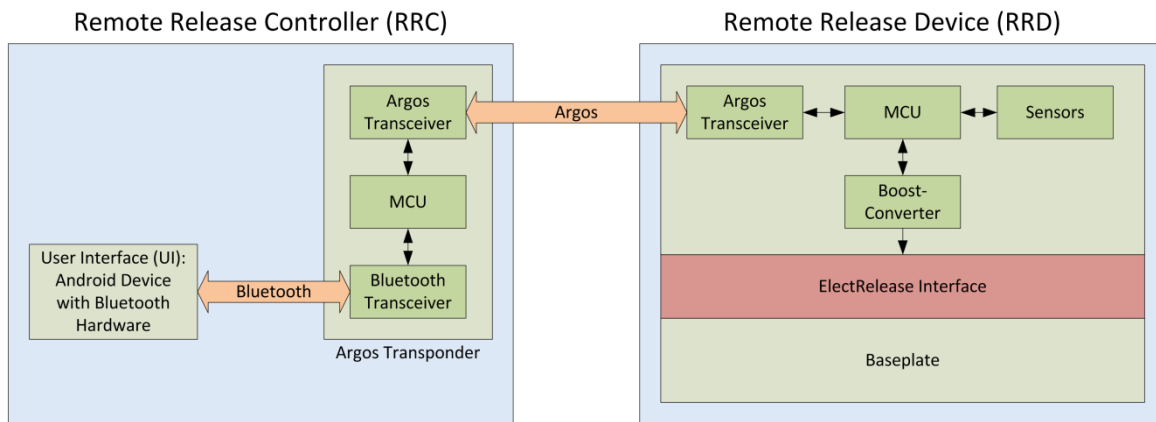 Remote Release Controller (RRC)
Remote Release Device (RRD)
Argos
Transceiver
Argos
Argos
Transceiver
MCU
Sensors
MCU
Boost-
Converter
User Interface (UI):
Android Device
with Bluetooth
Hardware
Bluetooth
Bluetooth
Transceiver
ElectRelease Interface
Argos Transponder
Baseplate